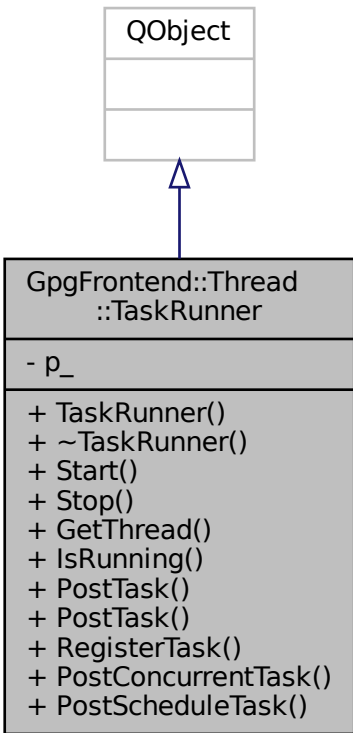 QObject
GpgFrontend::Thread
::TaskRunner
- p_
+ TaskRunner()
+ ~TaskRunner()
+ Start()
+ Stop()
+ GetThread()
+ IsRunning()
+ PostTask()
+ PostTask()
+ RegisterTask()
+ PostConcurrentTask()
+ PostScheduleTask()